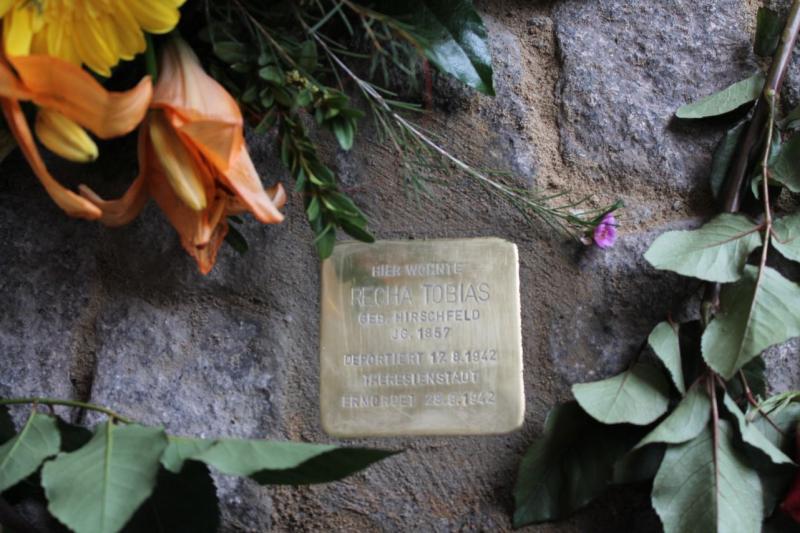 HIER WOHNTE
RECHA TOBIAS
GEB. HIRSCHFELD
JG. 1857
DEPORTIERT 17.8.1942
THERESIENSTADT
ERMORDET 28.9.1942